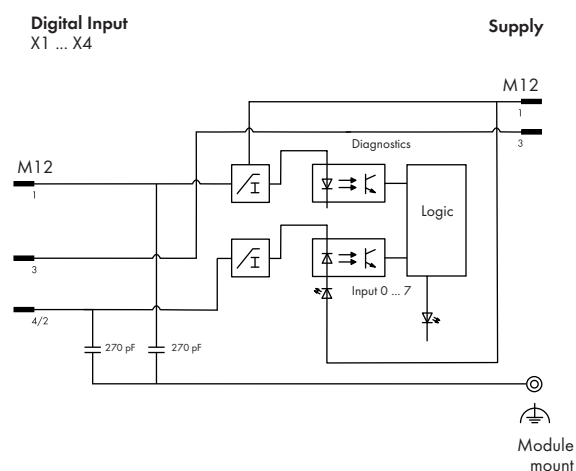 Digital Input
X1 ... X4
Supply
M12
1
3
Diagnostics
M12
1
I
Logic
3
I
Input 0 ... 7
4/2
270 pF
270 pF
Module
mount